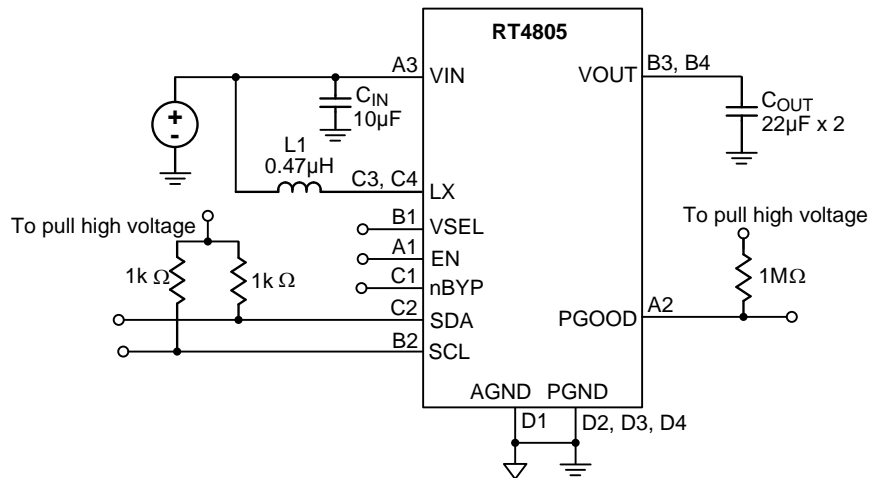 RT4805
A3
VIN
VOUT
B3, B4
CIN
10µF
COUT
22µF x 2
+
-
L1
0.47µH
C3, C4
LX
B1
VSEL
To pull high voltage
To pull high voltage
A1
EN
1k Ω
1k Ω
1MΩ
C1
nBYP
C2
SDA
PGOOD
A2
B2
SCL
AGND
PGND
D1
D2, D3, D4